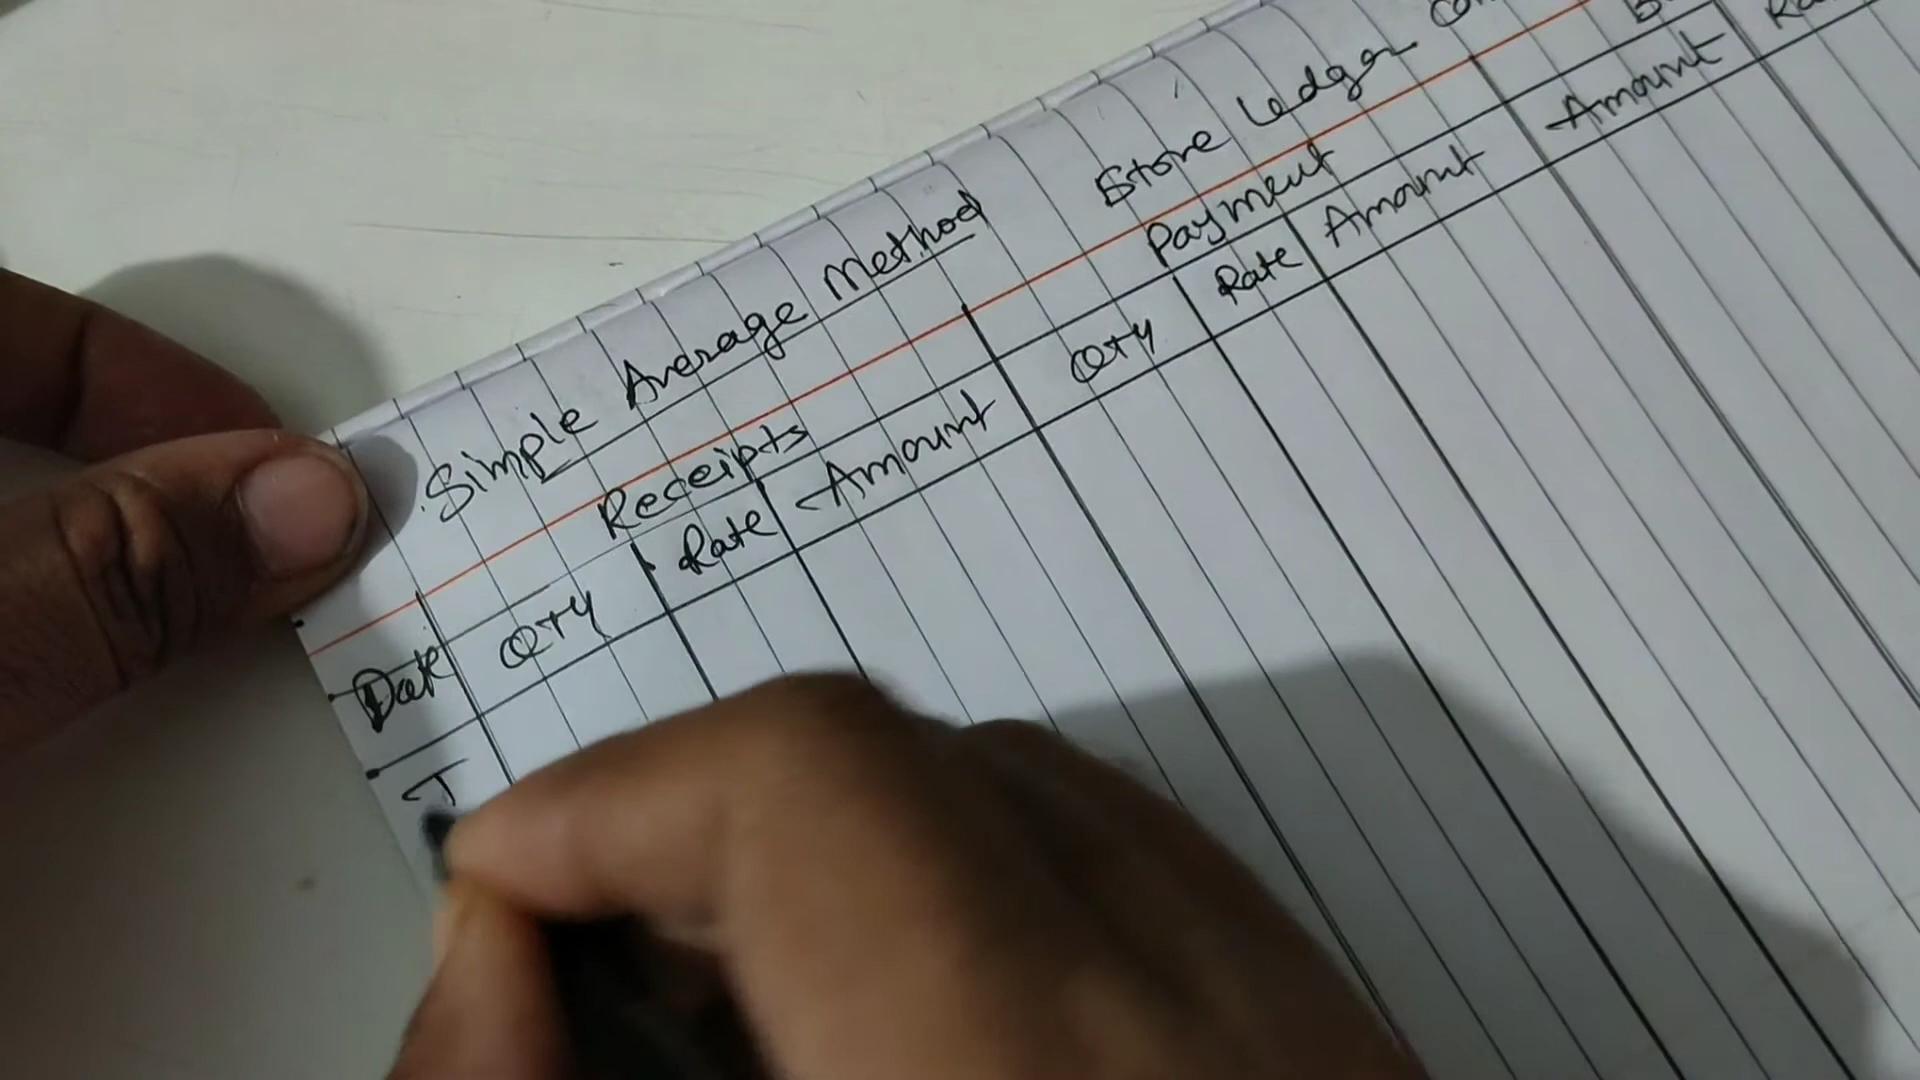 Simple Average Method Store Ledger
Receipts Payment
Date Qty Rate Amount Qty Rate Amount Amount